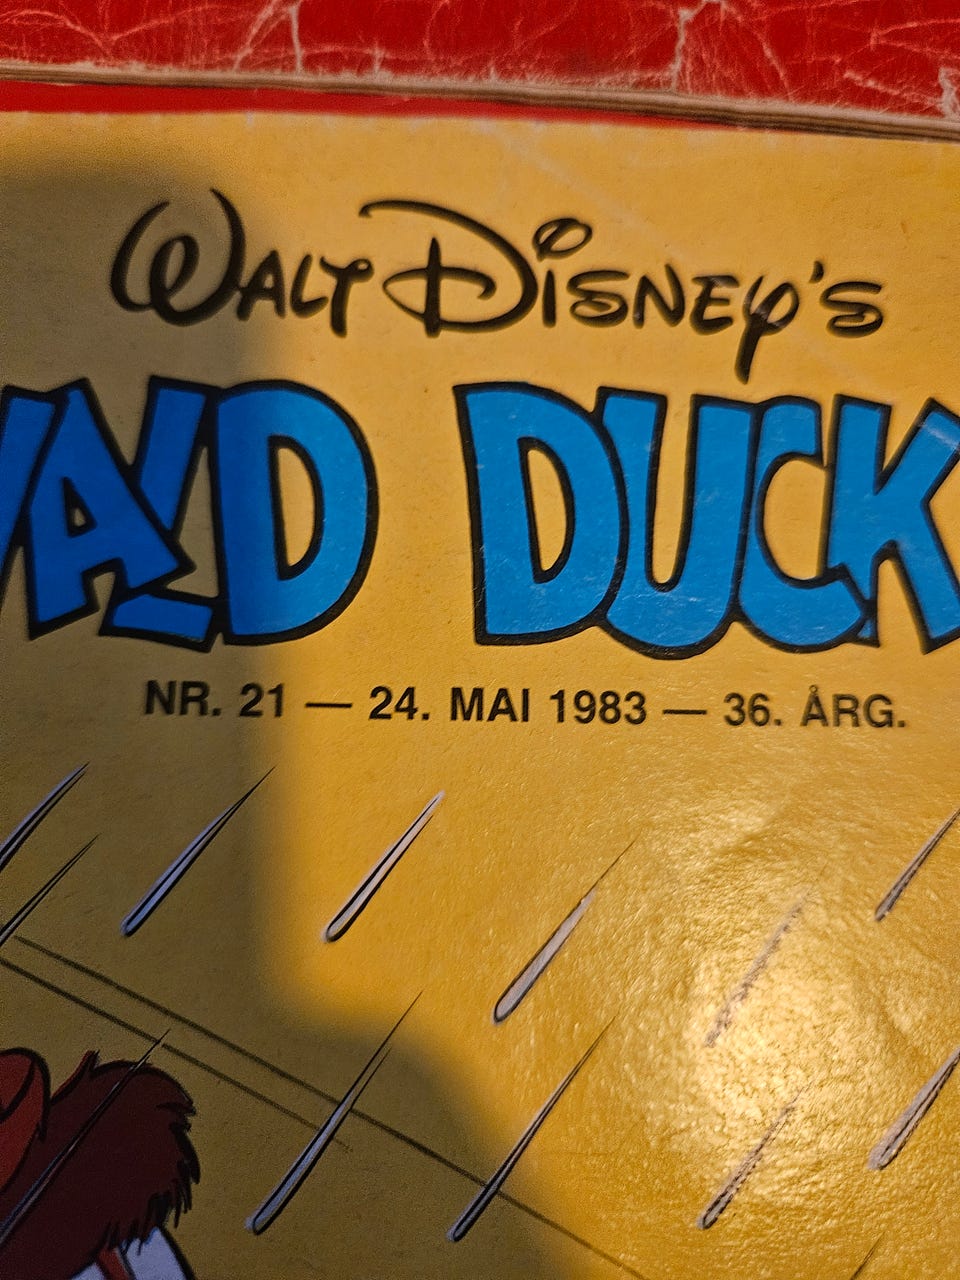 WALT DISNEY'S
ALD DUCK
NR. 21 — 24. MAI 1983 — 36. ÅRG.